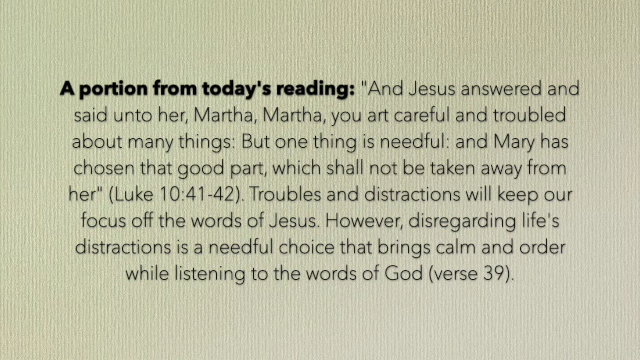 A portion from today's reading: "And Jesus answered and
said unto her, Martha, Martha, you art careful and troubled
about many things: But one thing is needful: and Mary has
chosen that good part, which shall not be taken away from
her" (Luke 10:41-42). Troubles and distractions will keep our
focus off the words of Jesus. However, disregarding life's
distractions is a needful choice that brings calm and order
while listening to the words of God (verse 39).